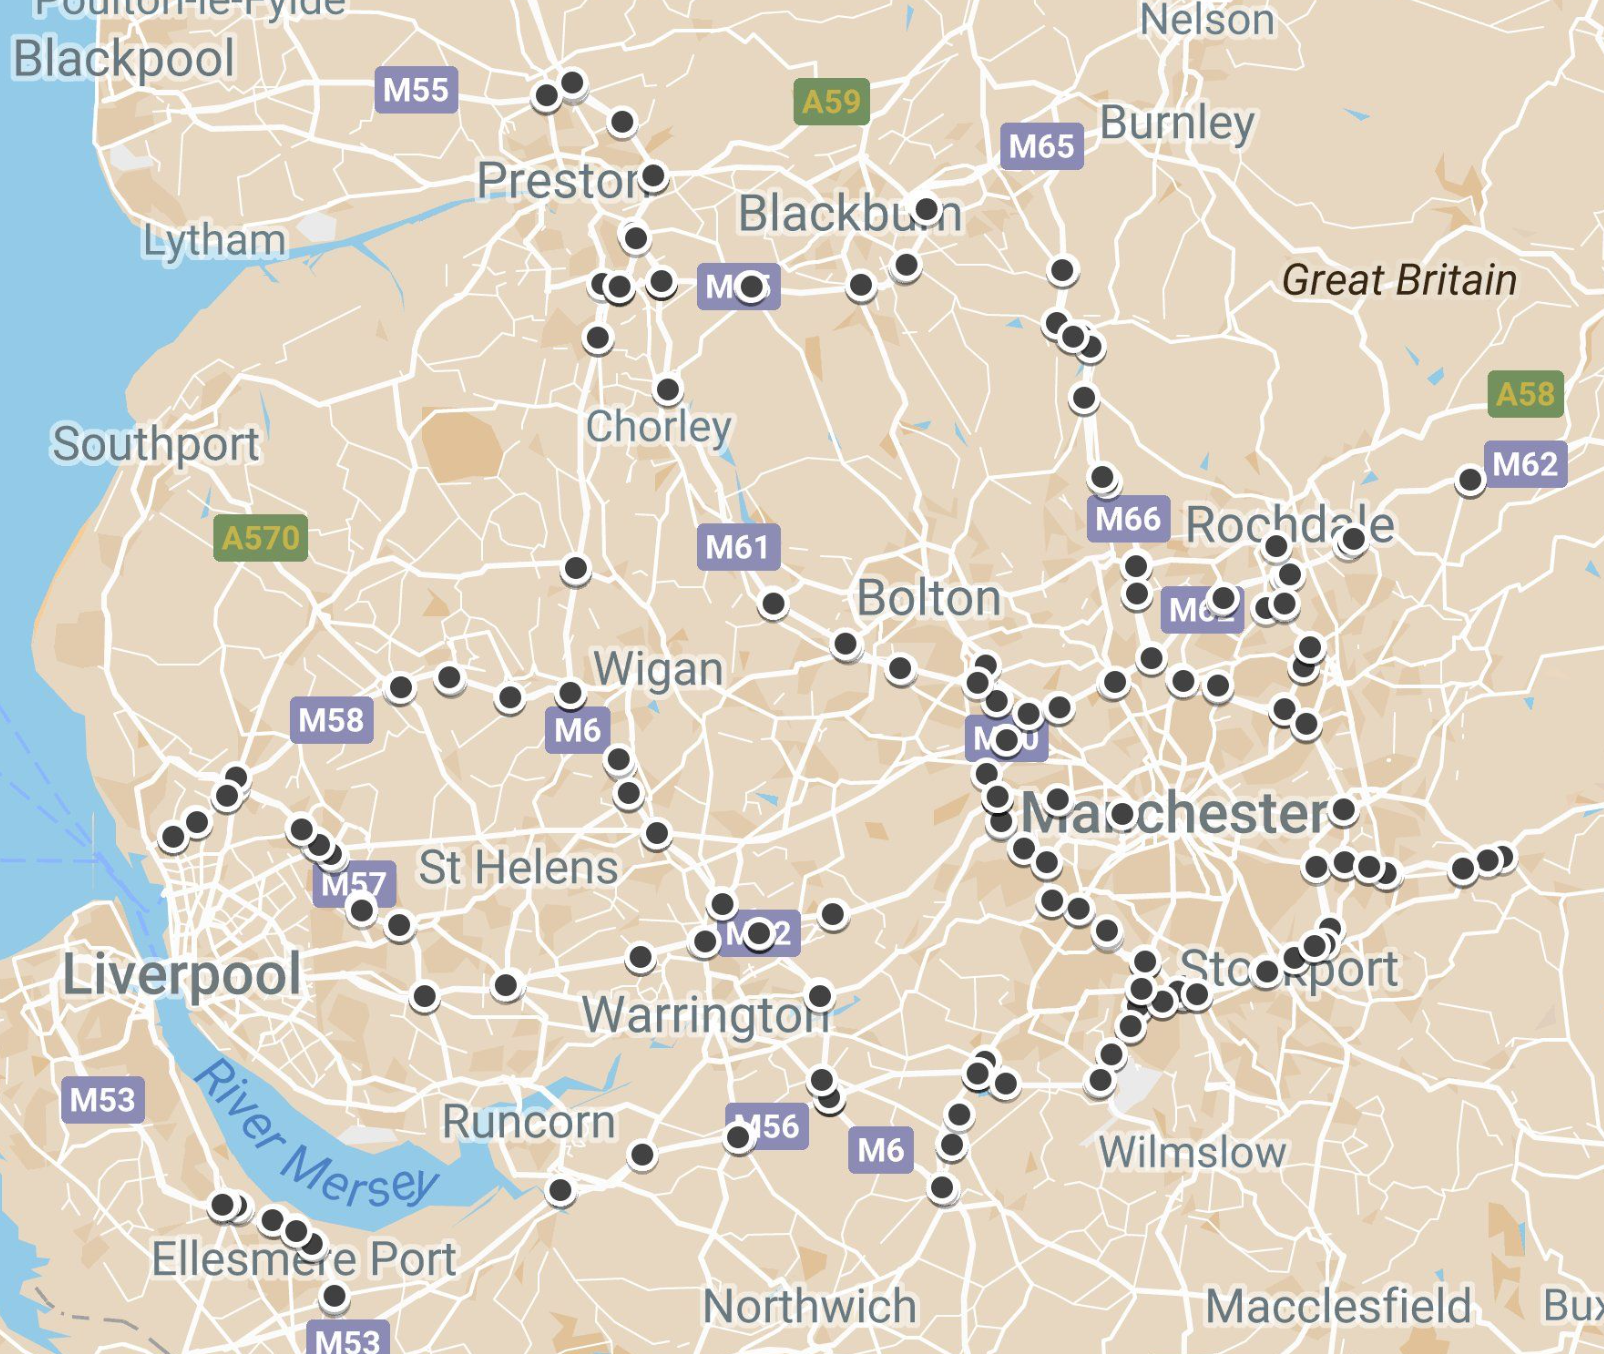 Poulton-le-Fylde
Nelson
Blackpool
M55
A59
Burnley
M65
Preston
Blackburn
Lytham
Great Britain
M65
A58
Chorley
Southport
M62
M66
Rochdale
A570
M61
Bolton
M62
Wigan
M58
M6
M60
Manchester
St Helens
M57
M62
Liverpool
Stockport
Warrington
River Mersey
M53
Runcorn
M56
M6
Wilmslow
Ellesmere Port
Northwich
Macclesfield
Bux
M53